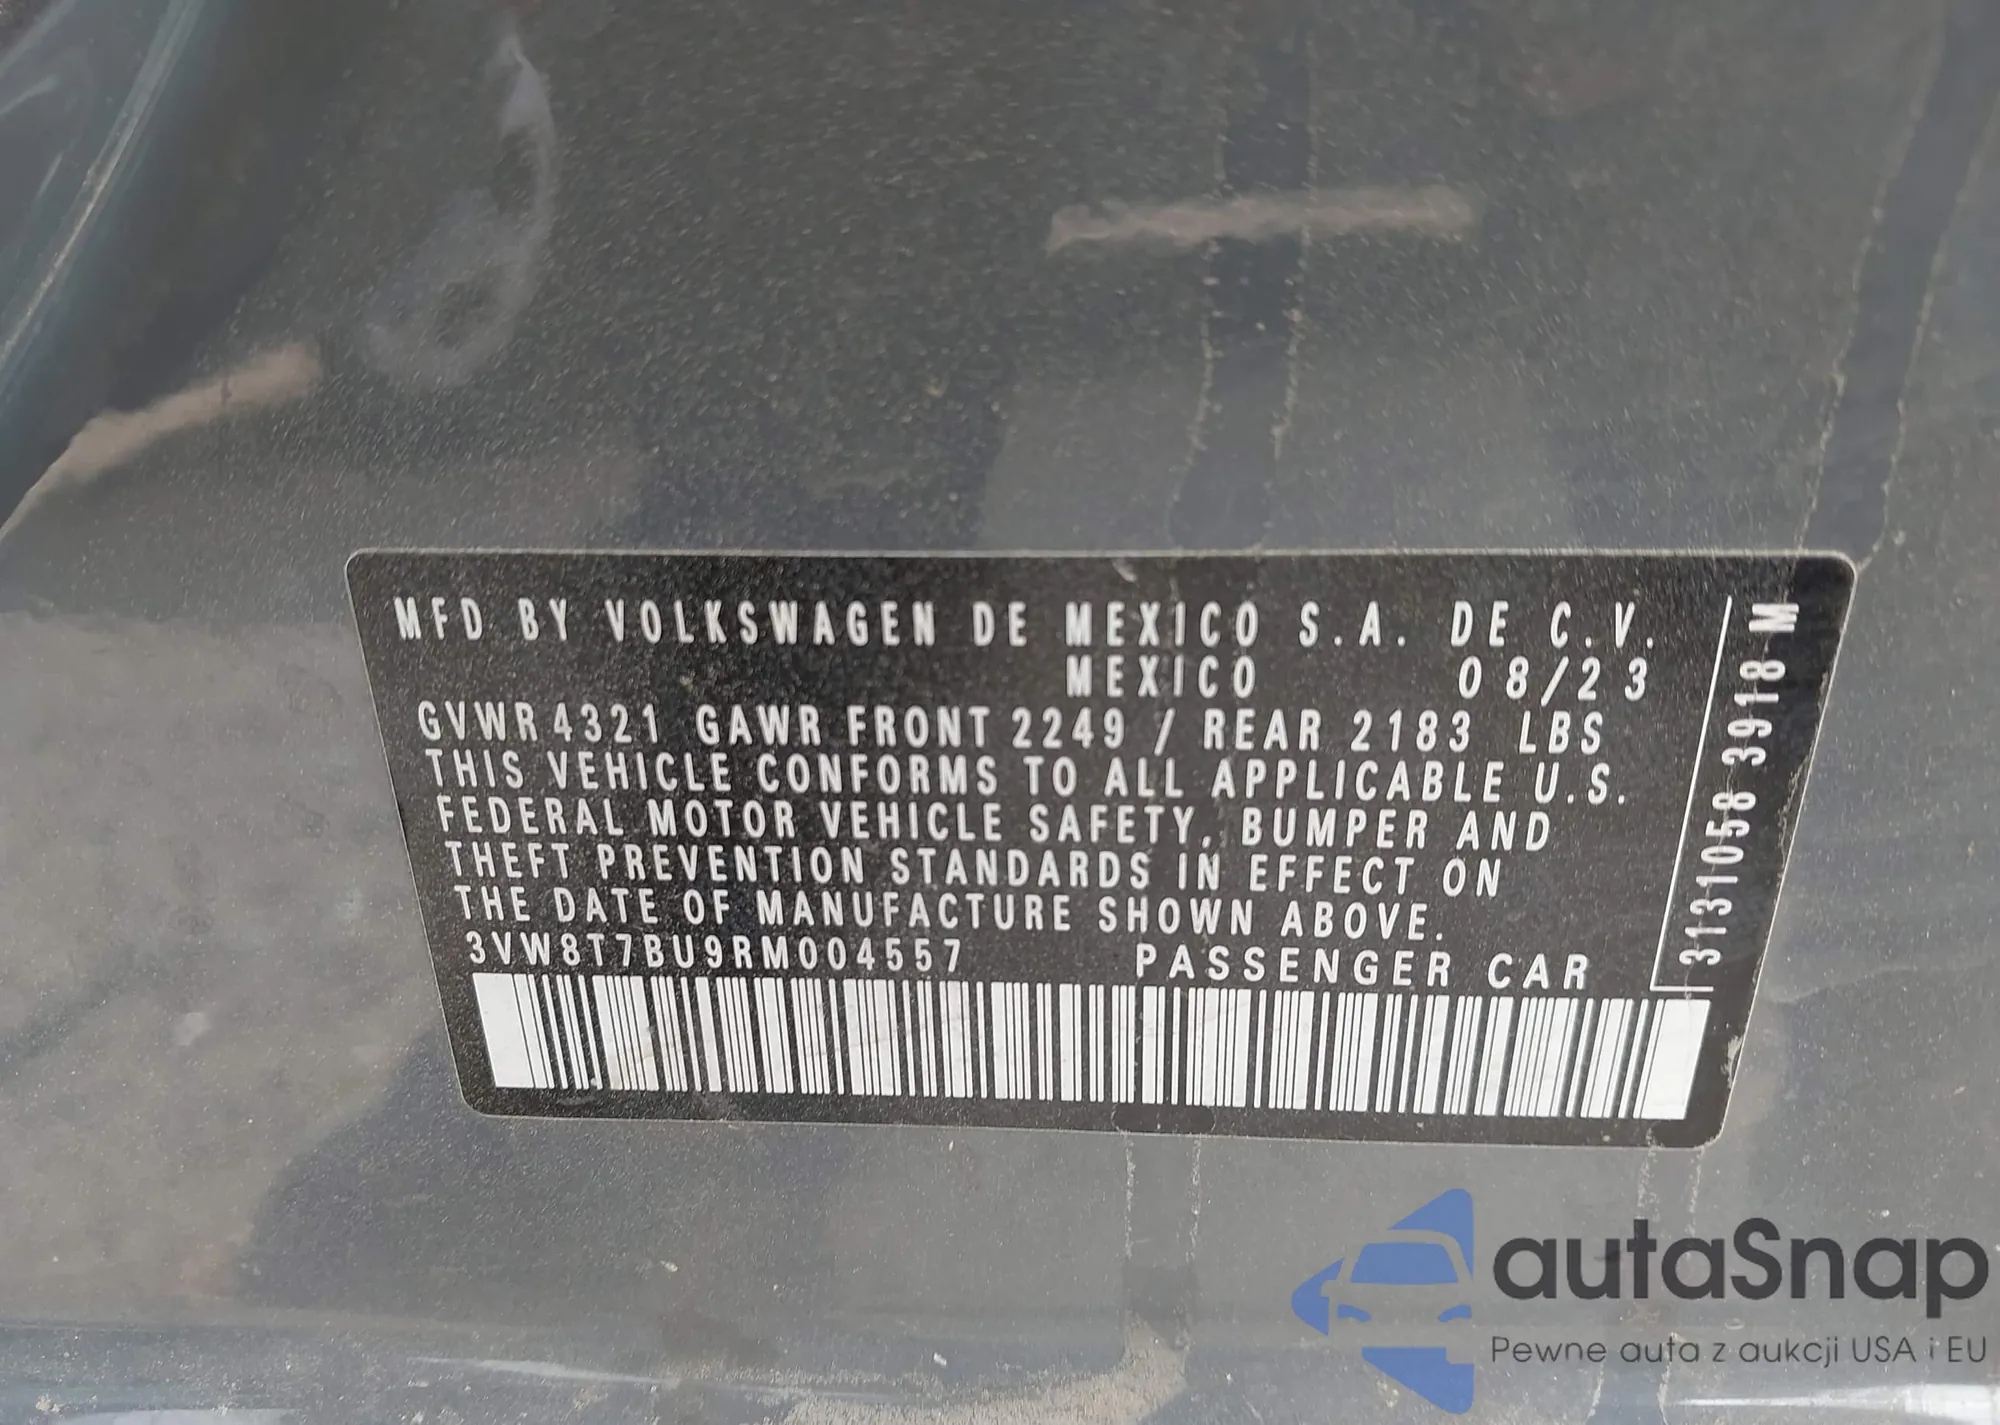 MFD BY VOLKSWAGEN DE MEXICO S.A. DE C.V.
MEXICO 08/23
GVWR 4321 GAWR FRONT 2249 / REAR 2183 LBS
THIS VEHICLE CONFORMS TO ALL APPLICABLE U.S.
FEDERAL MOTOR VEHICLE SAFETY, BUMPER AND
THEFT PREVENTION STANDARDS IN EFFECT ON
THE DATE OF MANUFACTURE SHOWN ABOVE.
3VW8T7BU9RM004557 PASSENGER CAR
3131058 3918 M
autaSnap
Pewne auta z aukcji USA i EU